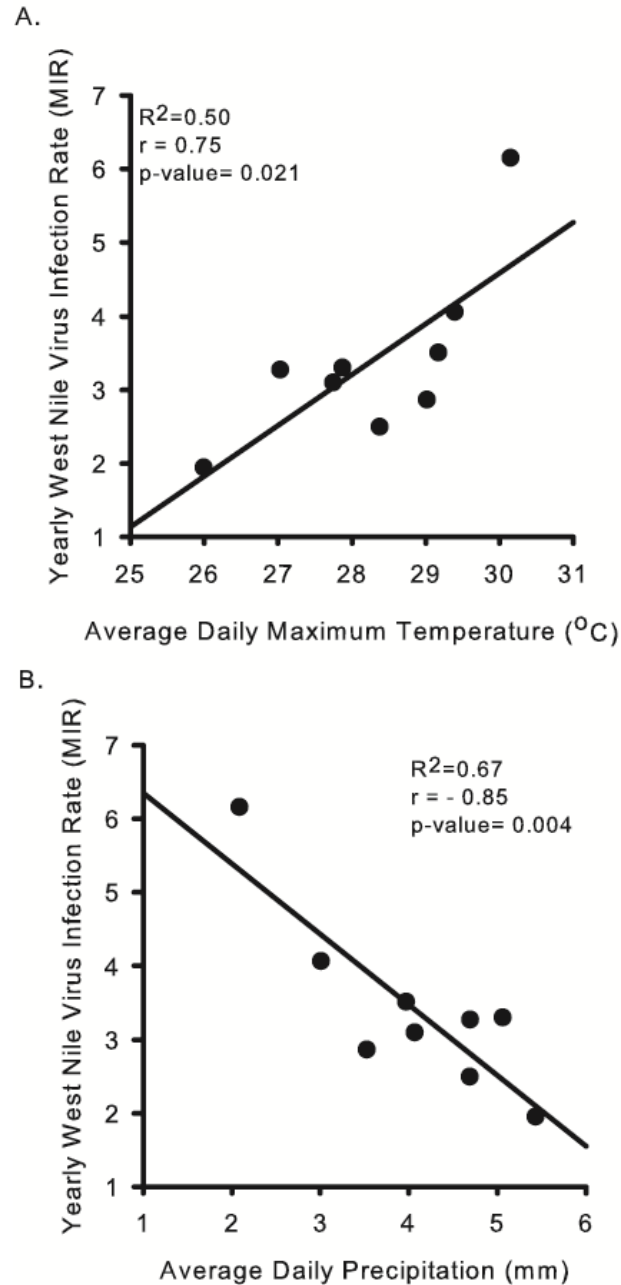 A.
Yearly West Nile Virus Infection Rate (MIR)
R²=0.50
r = 0.75
p-value= 0.021
7
6
5
4
3
2
1
25 26 27 28 29 30 31
Average Daily Maximum Temperature (°C)
B.
Yearly West Nile Virus Infection Rate (MIR)
R²=0.67
r = - 0.85
p-value= 0.004
7
6
5
4
3
2
1
1 2 3 4 5 6
Average Daily Precipitation (mm)